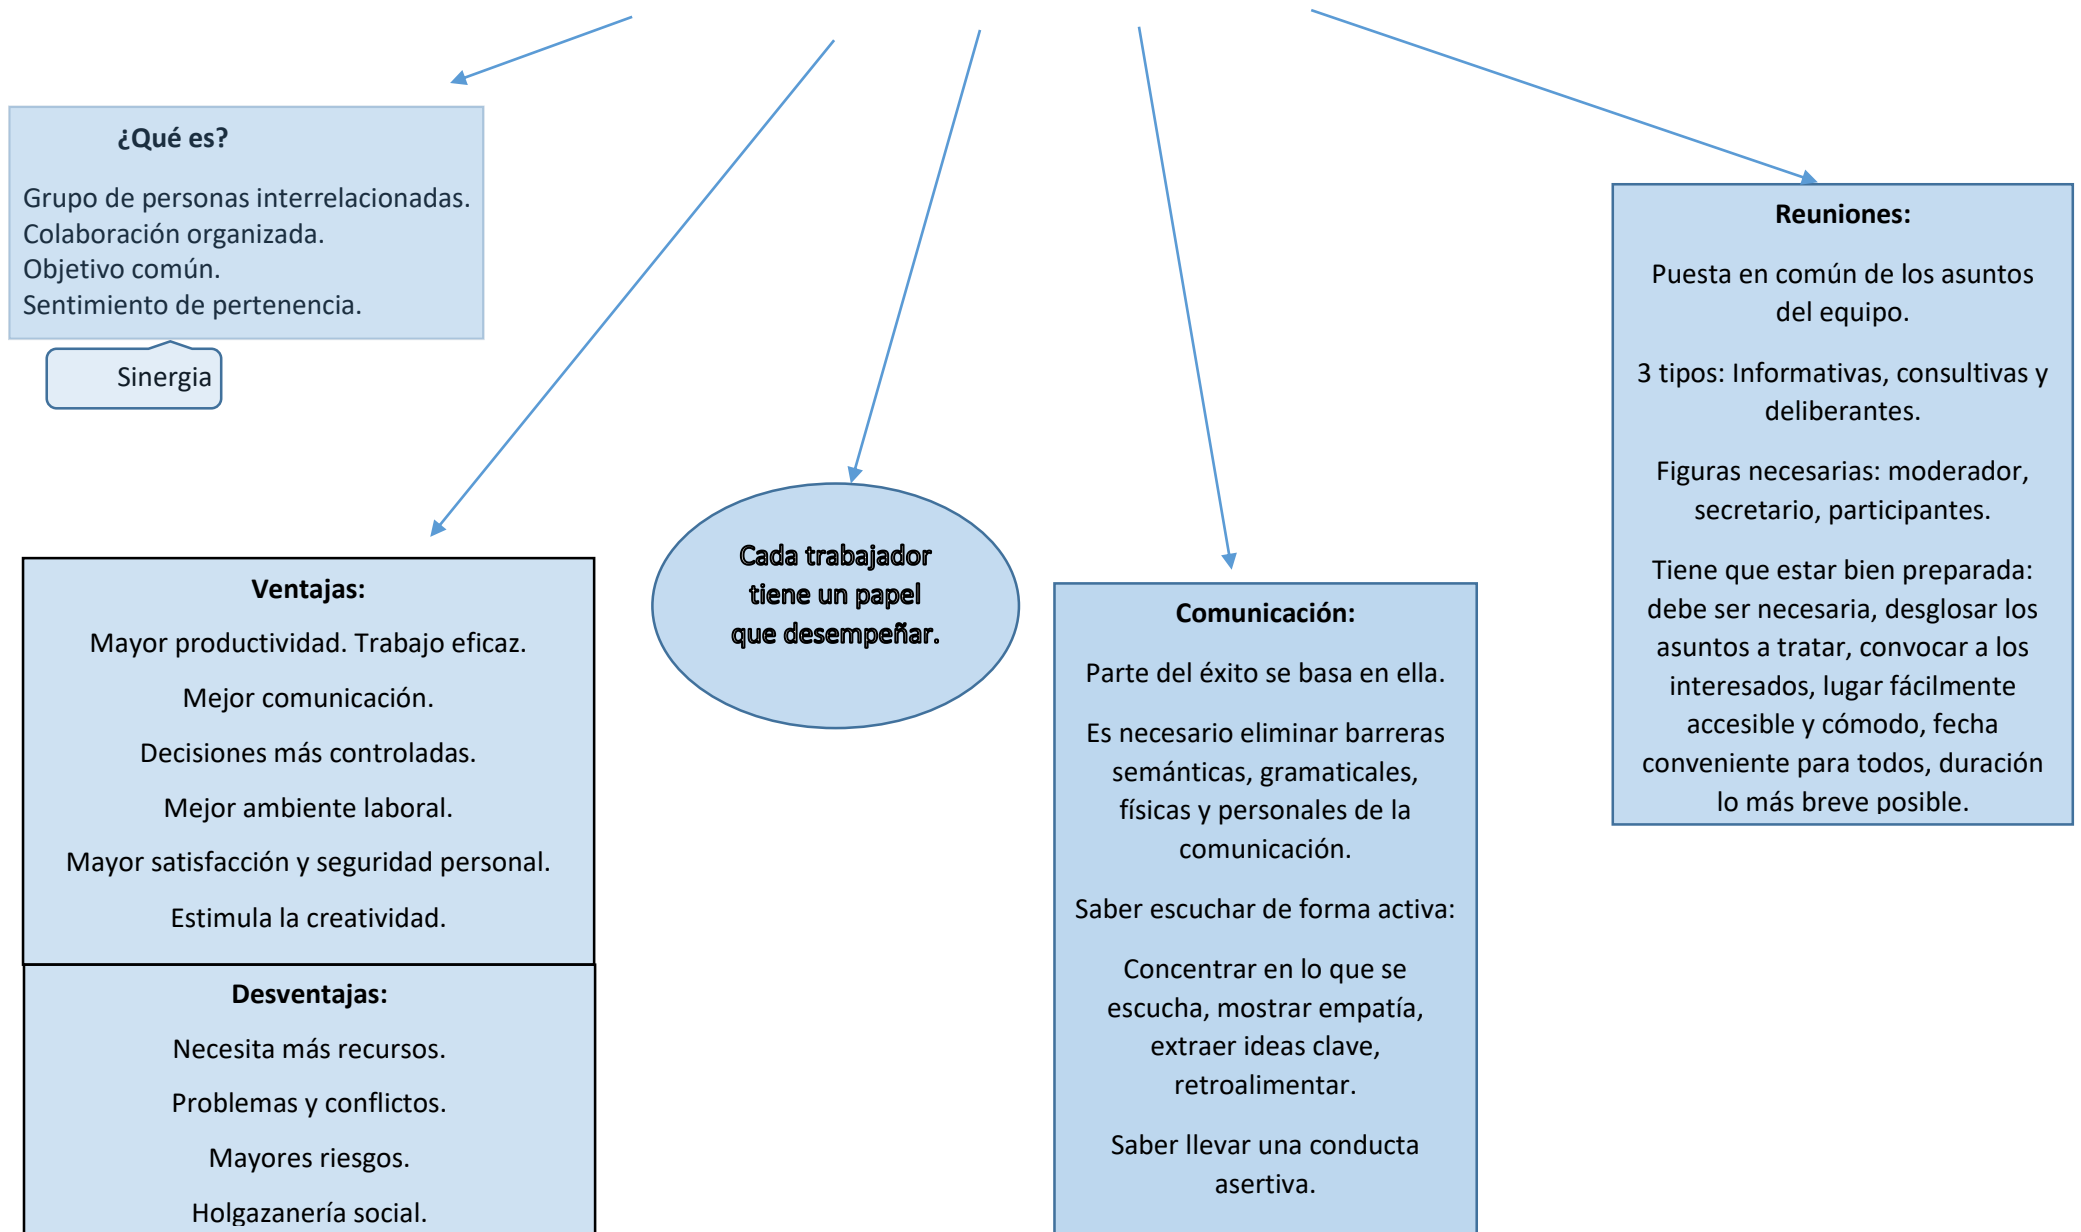 ¿Qué es?
Grupo de personas interrelacionadas.
Colaboración organizada.
Objetivo común.
Sentimiento de pertenencia.
Sinergia
Ventajas:
Mayor productividad. Trabajo eficaz.
Mejor comunicación.
Decisiones más controladas.
Mejor ambiente laboral.
Mayor satisfacción y seguridad personal.
Estimula la creatividad.
Desventajas:
Necesita más recursos.
Problemas y conflictos.
Mayores riesgos.
Holgazanería social.
Cada trabajador
tiene un papel
que desempeñar.
Comunicación:
Parte del éxito se basa en ella.
Es necesario eliminar barreras
semánticas, gramaticales,
físicas y personales de la
comunicación.
Saber escuchar de forma activa:
Concentrar en lo que se
escucha, mostrar empatía,
extraer ideas clave,
retroalimentar.
Saber llevar una conducta
asertiva.
Reuniones:
Puesta en común de los asuntos
del equipo.
3 tipos: Informativas, consultivas y
deliberantes.
Figuras necesarias: moderador,
secretario, participantes.
Tiene que estar bien preparada:
debe ser necesaria, desglosar los
asuntos a tratar, convocar a los
interesados, lugar fácilmente
accesible y cómodo, fecha
conveniente para todos, duración
lo más breve posible.